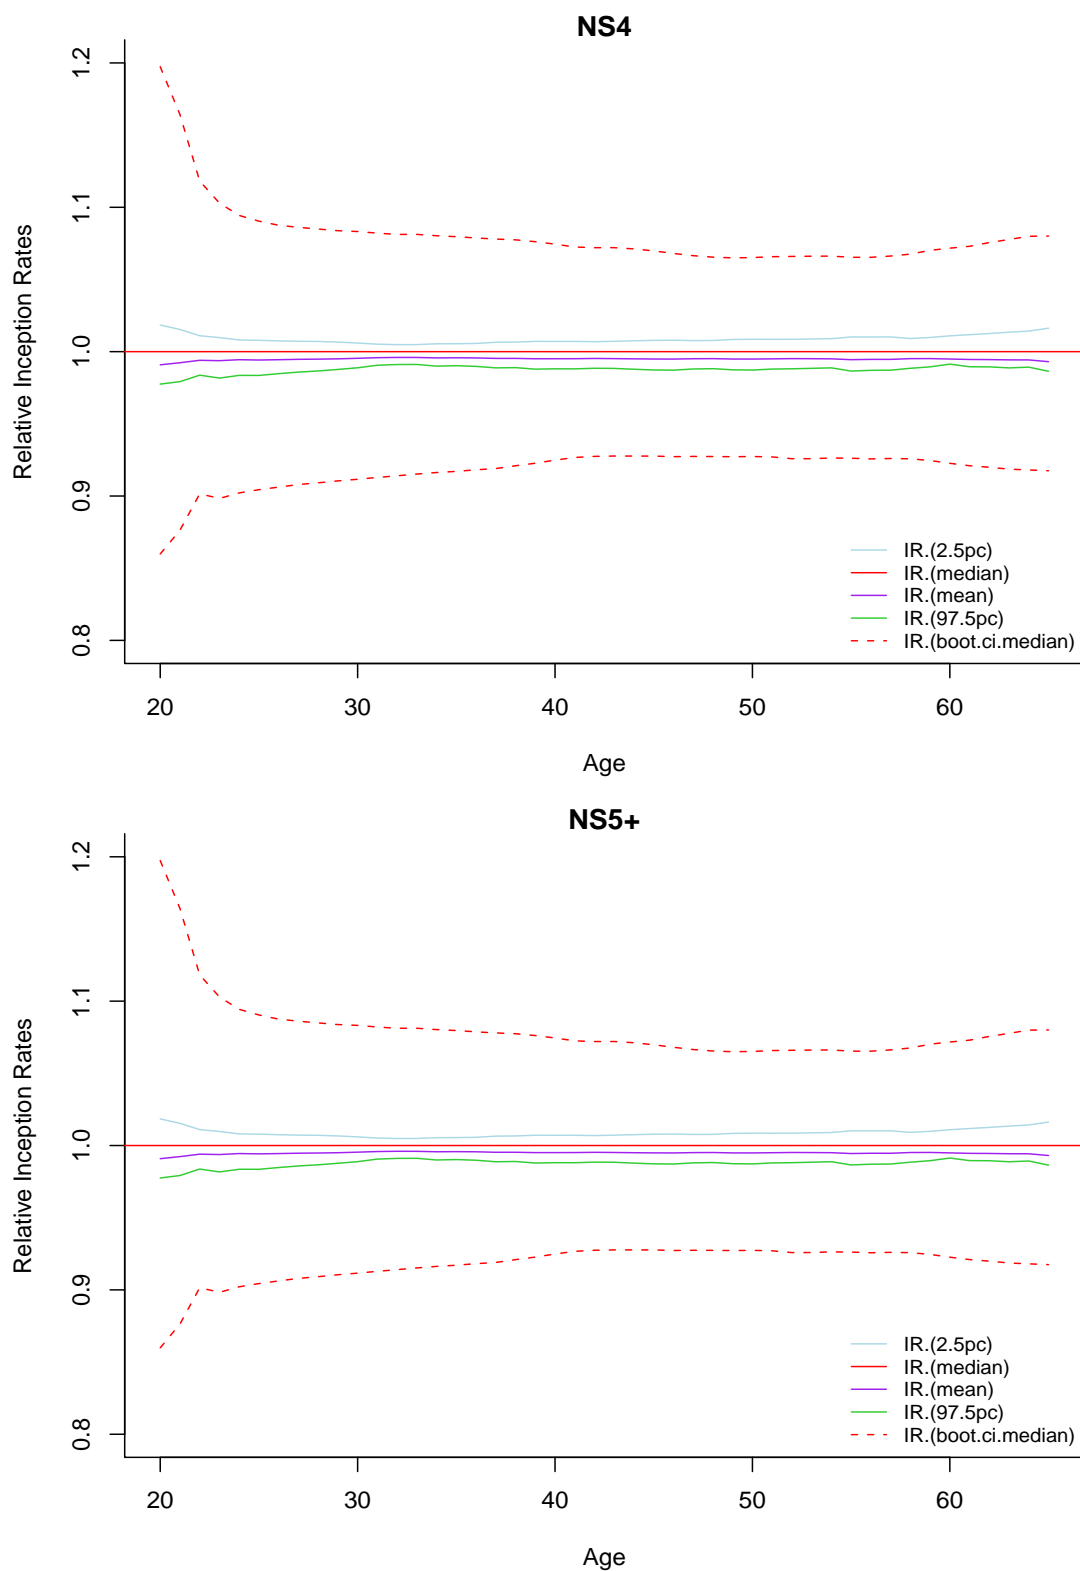 NS4
Relative Inception Rates
1.2
1.1
1.0
0.9
0.8
IR.(2.5pc)
IR.(median)
IR.(mean)
IR.(97.5pc)
IR.(boot.ci.median)
20 30 40 50 60
Age
NS5+
Relative Inception Rates
1.2
1.1
1.0
0.9
0.8
IR.(2.5pc)
IR.(median)
IR.(mean)
IR.(97.5pc)
IR.(boot.ci.median)
20 30 40 50 60
Age